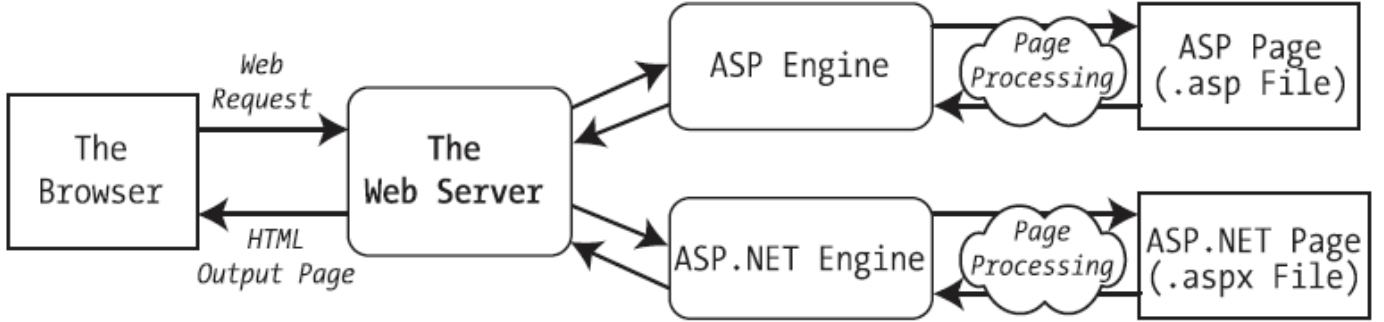 Web
Request
The
Browser
HTML
Output Page
The
Web Server
ASP Engine
Page
Processing
ASP Page
(.asp File)
ASP.NET Engine
Page
Processing
ASP.NET Page
(.aspx File)